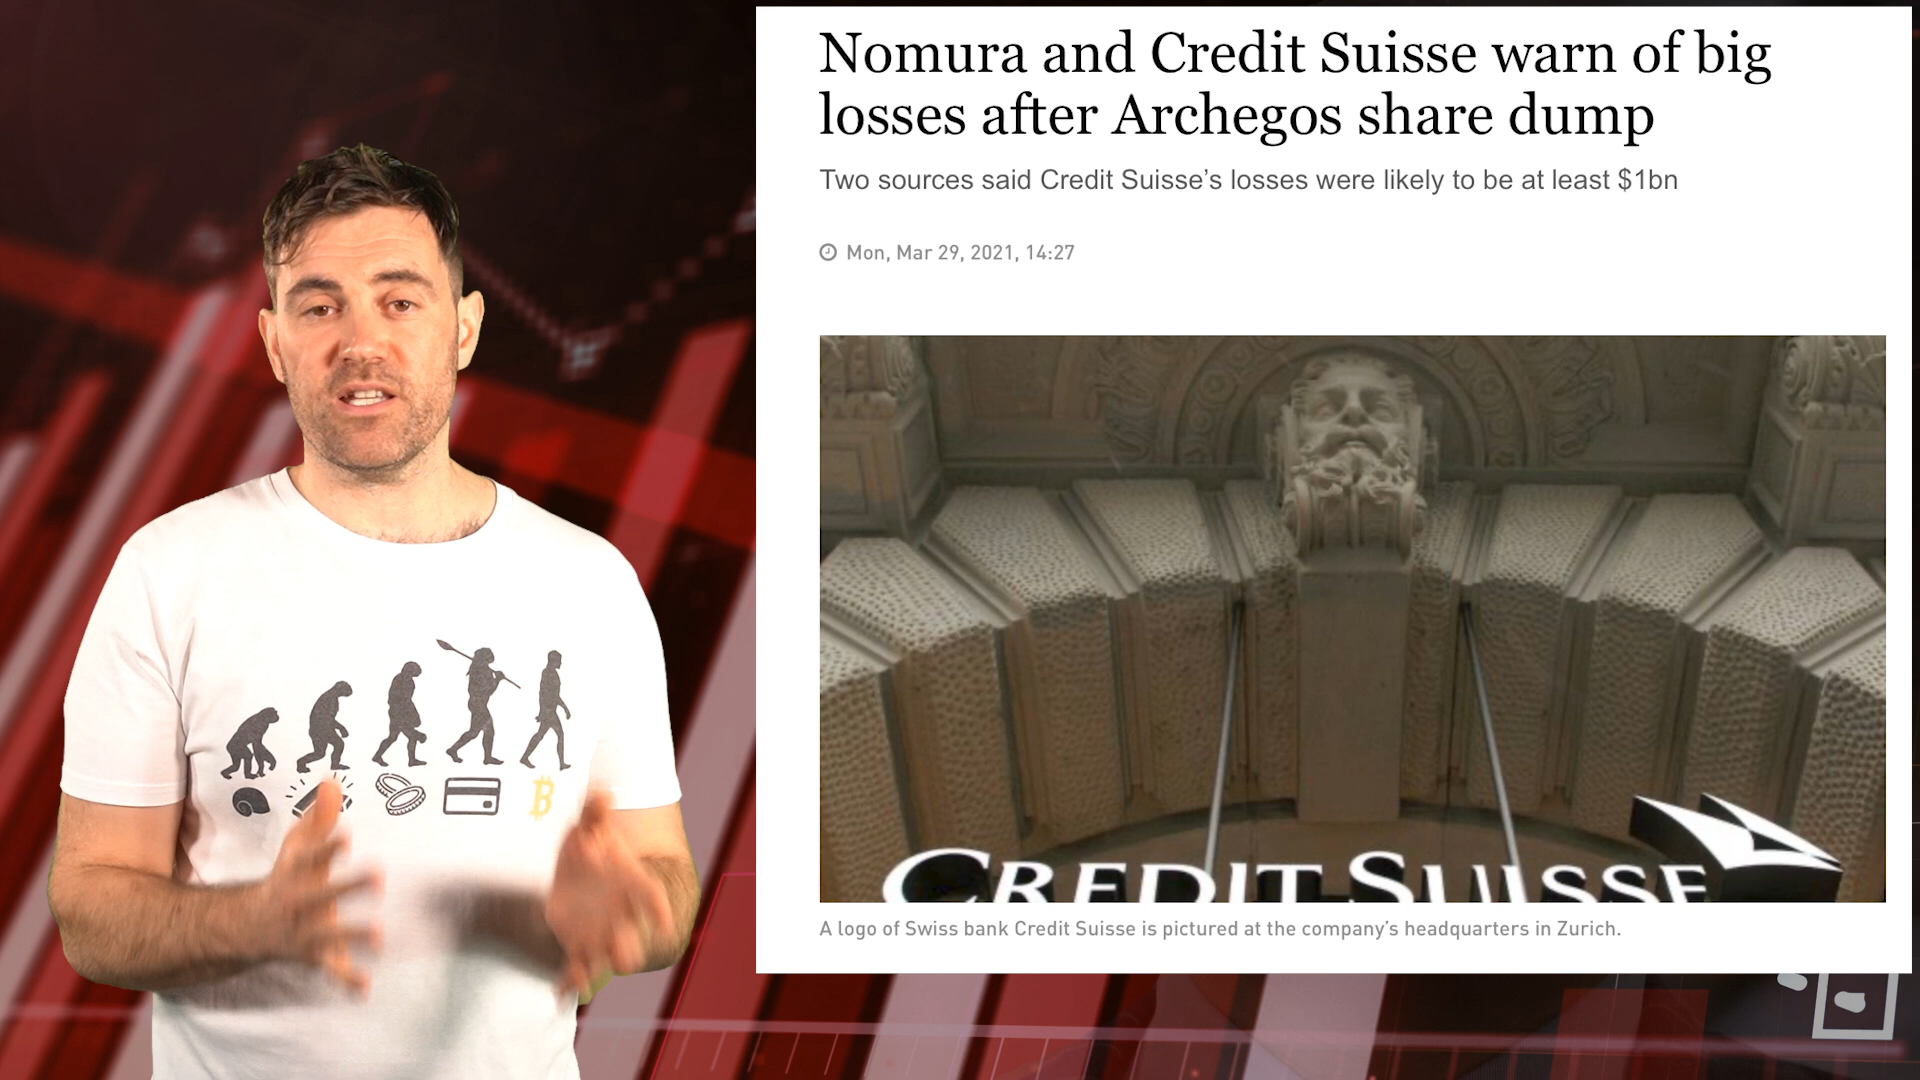 Nomura and Credit Suisse warn of big
losses after Archegos share dump
Two sources said Credit Suisse’s losses were likely to be at least $1bn
Mon, Mar 29, 2021, 14:27
CREDIT SUISSE
A logo of Swiss bank Credit Suisse is pictured at the company’s headquarters in Zurich.